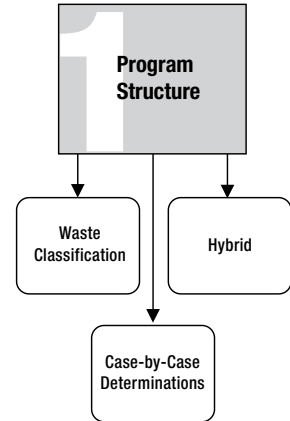 1
Program
Structure
Waste
Classification
Hybrid
Case-by-Case
Determinations